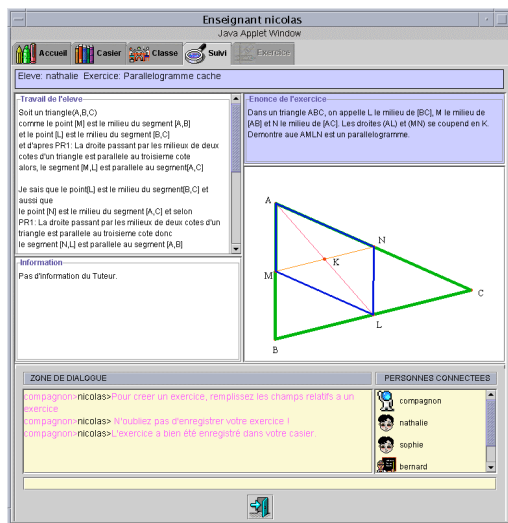 Enseignant nicolas
Java
Applet Window
Accueil
Casier
Classe
Suivi
Exercice
Eleve: nathalie Exercice: Parallelogramme cache
Travail de l'eleve
Soit un triangle(A,B,C)
comme le point [M] est le milieu du segment [A,B]
et le point [L] est le milieu du segment [B,C]
et d'apres PR1: La droite passant par les milieux de deux
cotes d'un triangle est parallele au troisieme cote
alors, le segment [M,L] est parallele au segment[A,C]
Je sais que le point[L] est le milieu du segment[B,C] et
aussi que
le point [N] est le milieu du segment [A,C] et selon
PR1: La droite passant par les milieux de deux cotes d'un
triangle est parallele au troisieme cote donc
le segment [N,L] est parallele au segment [A,B]
Enonce de l'exercice
Dans un triangle ABC, on appelle L le milieu de [BC], M le milieu de
[AB] et N le milieu de [AC]. Les droites (AL) et (MN) se coupend en K.
Demontre aue AMLN est un parallelogramme.
Information
Pas d'information du Tuteur.
A
N
K
M
C
L
B
ZONE DE DIALOGUE
compagnon>nicolas>Pour creer un exercice, remplissez les champs relatifs a un
exercice
compagnon>nicolas> N'oubliez pas d'enregistrer votre exercice !
compagnon>nicolas>L'exercice a bien été enregistré dans votre casier.
PERSONNES CONNECTEES
compagnon
nathalie
sophie
bernard